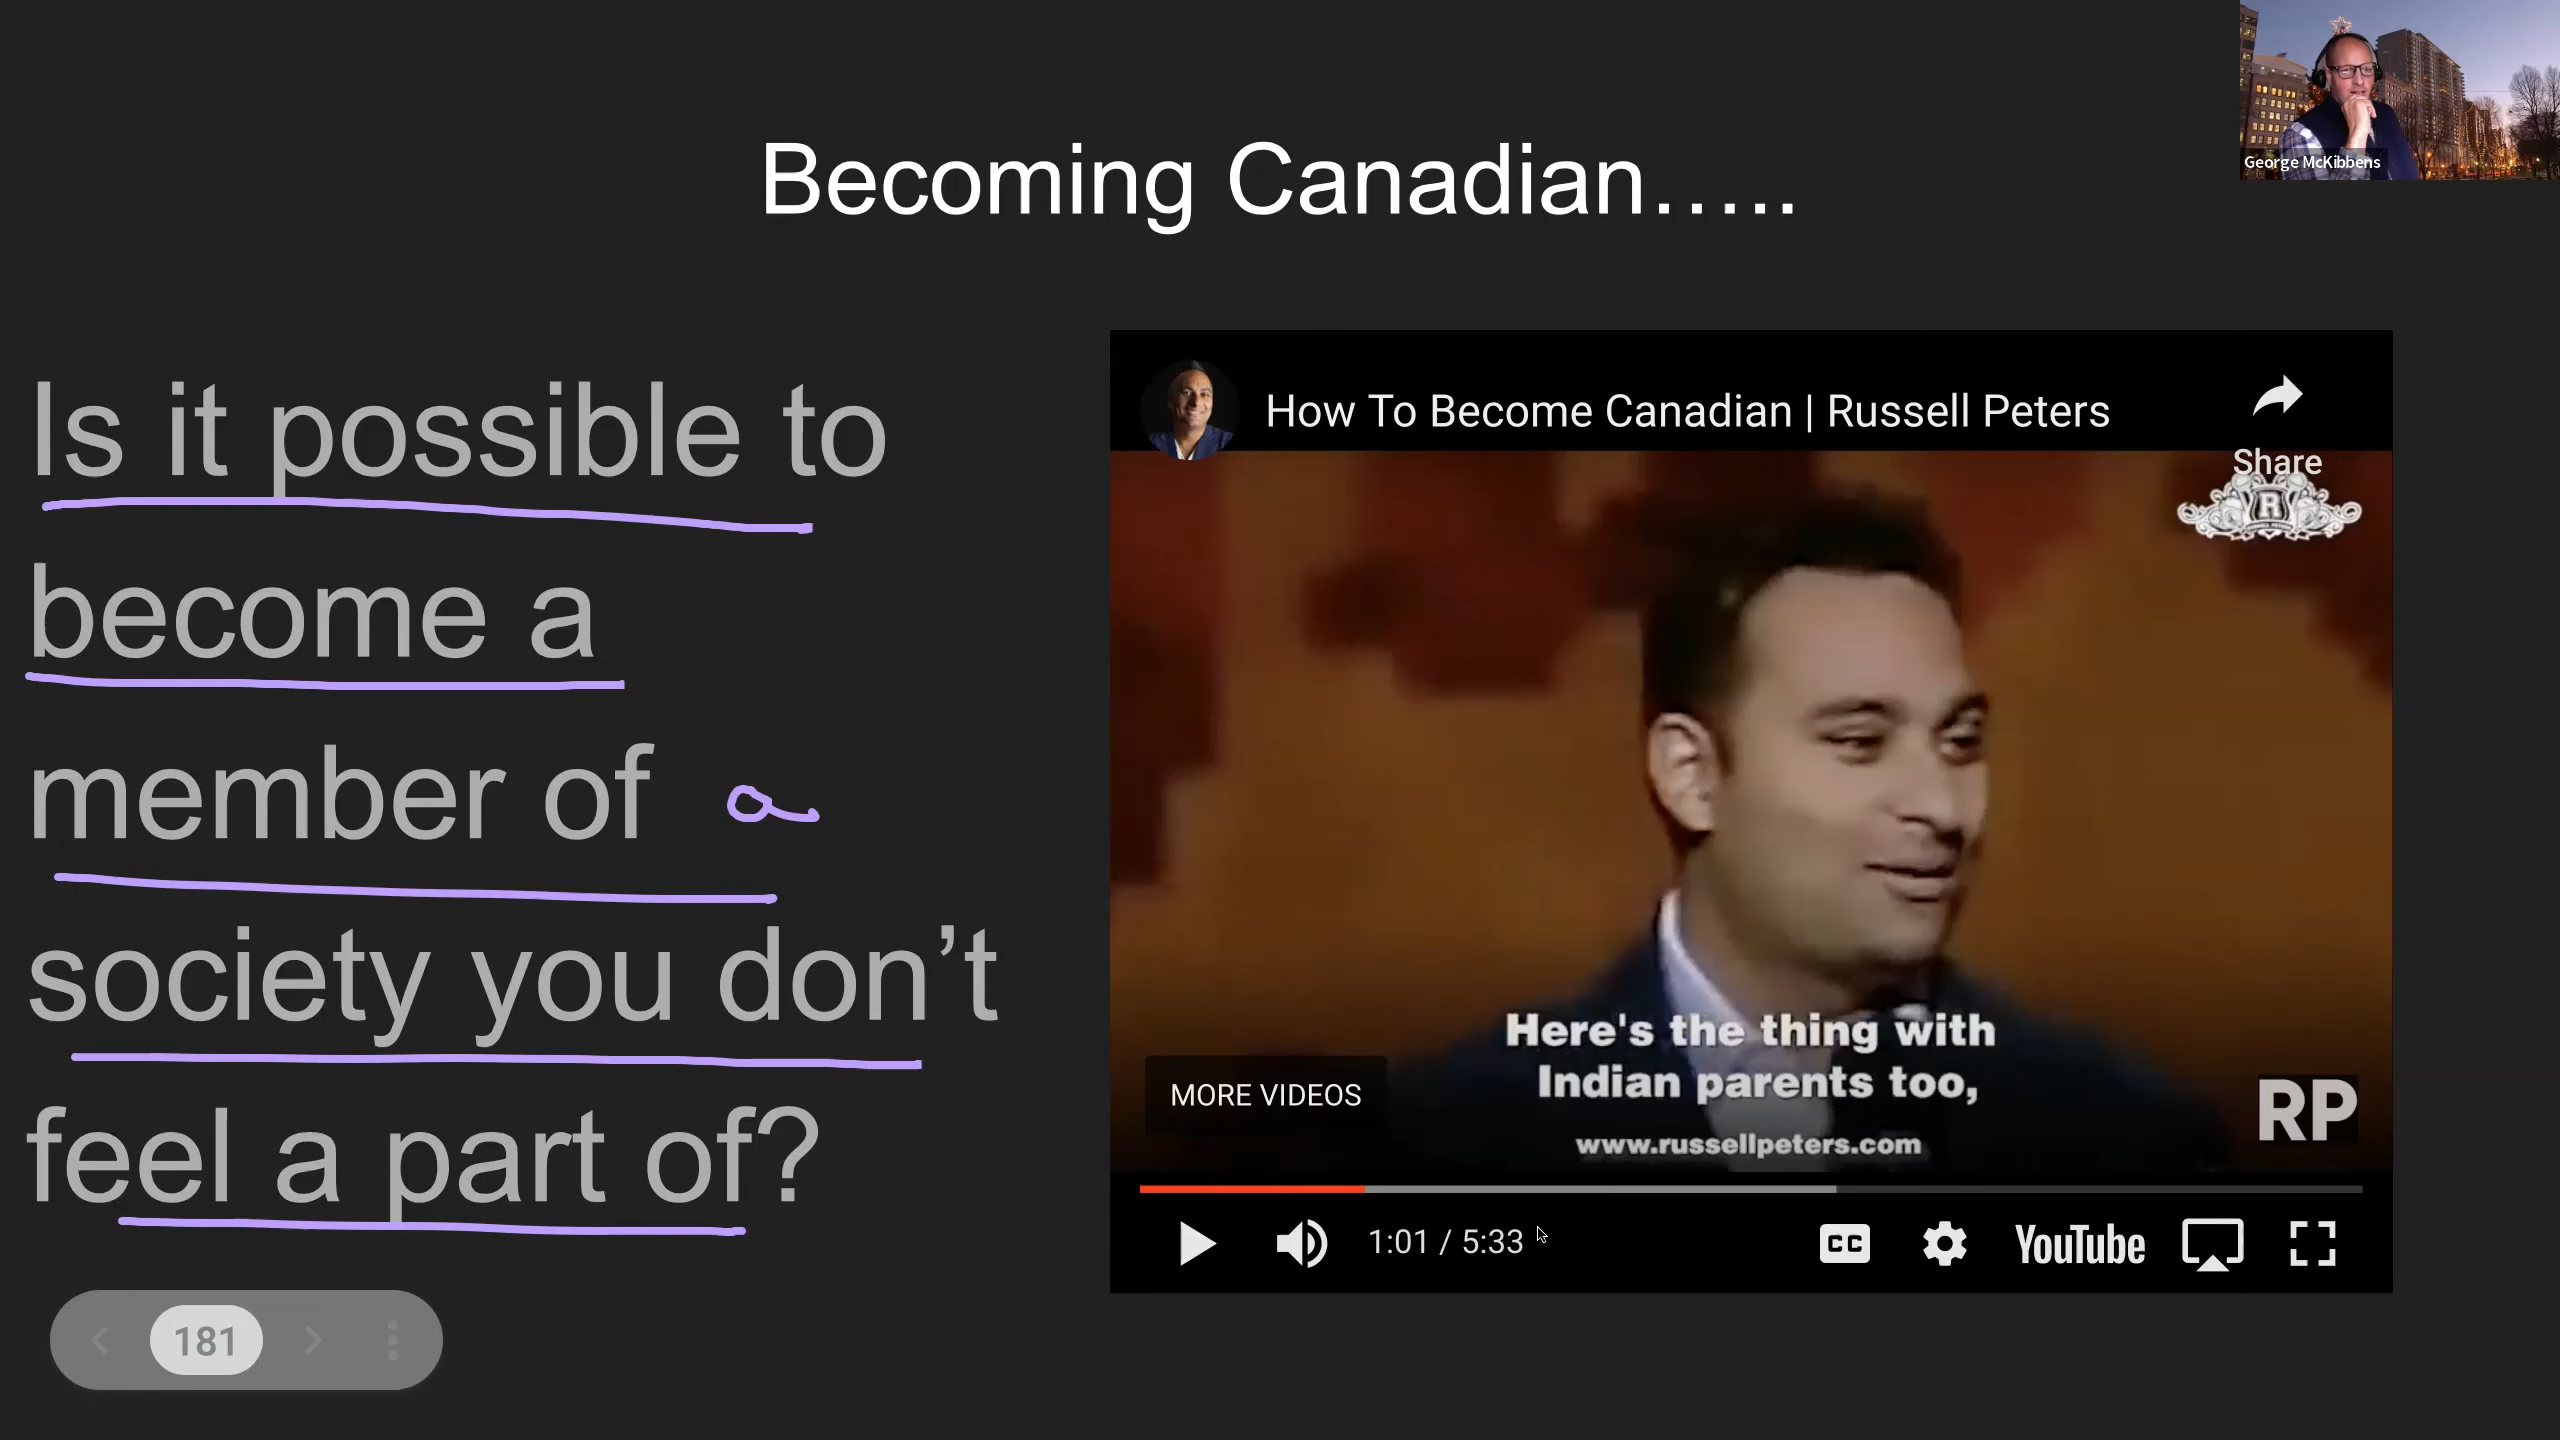 Becoming Canadian.....
George McKibbens
Is it possible to
become a
member of a
society you don’t
feel a part of?
How To Become Canadian | Russell Peters
Share
R
Here's the thing with
Indian parents too,
MORE VIDEOS
www.russellpeters.com
RP
1:01 / 5:33
CC
YouTube
181